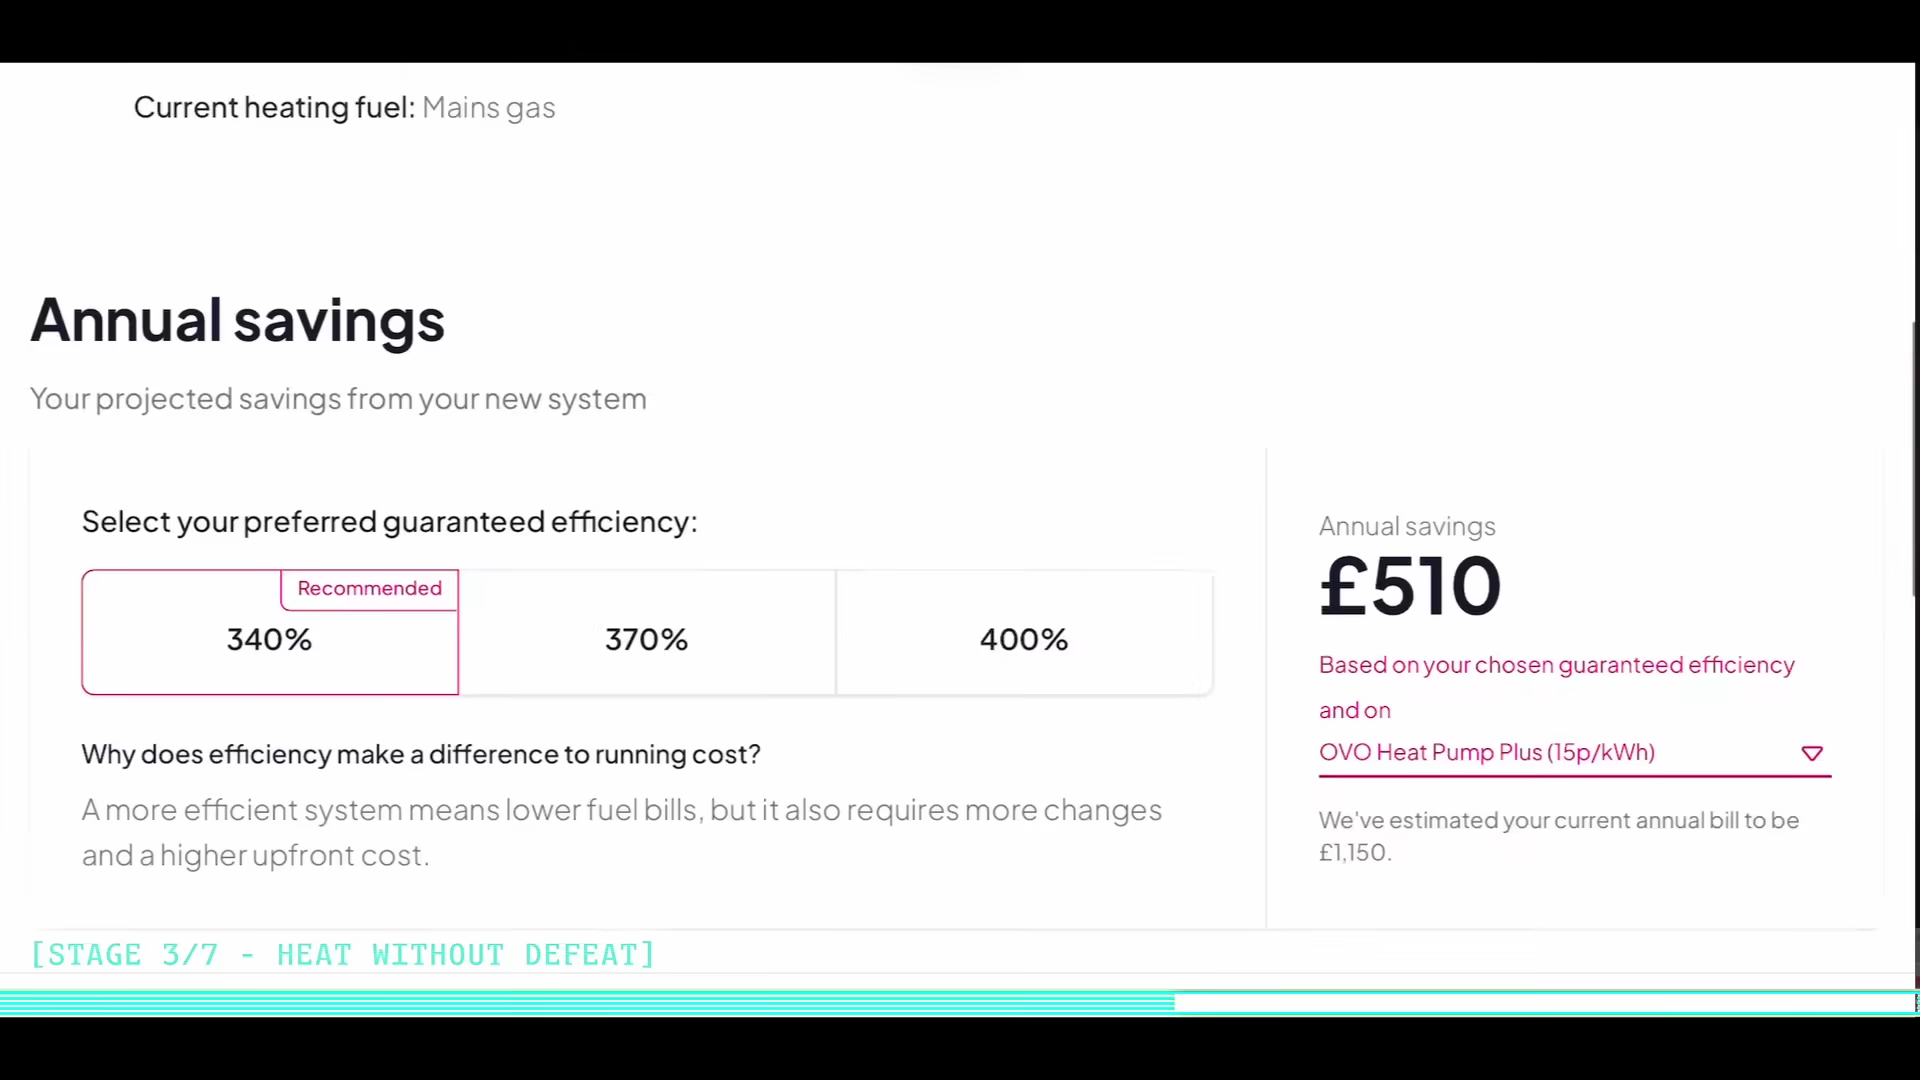 Current heating fuel: Mains gas
Annual savings
Your projected savings from your new system
Select your preferred guaranteed efficiency:
Recommended
340%
370%
400%
Why does efficiency make a difference to running cost?
A more efficient system means lower fuel bills, but it also requires more changes
and a higher upfront cost.
Annual savings
£510
Based on your chosen guaranteed efficiency
and on
OVO Heat Pump Plus (15p/kWh)
We've estimated your current annual bill to be
£1,150.
[STAGE 3/7 - HEAT WITHOUT DEFEAT]